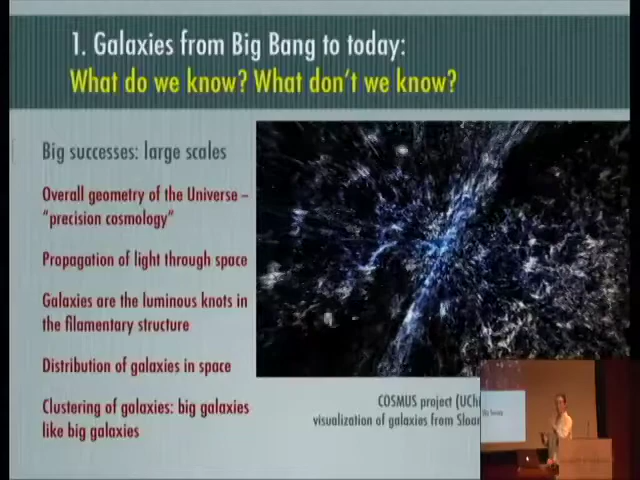 1. Galaxies from Big Bang to today:
What do we know? What don't we know?
Big successes: large scales
Overall geometry of the Universe –
"precision cosmology"
Propagation of light through space
Galaxies are the luminous knots in
the filamentary structure
Distribution of galaxies in space
Clustering of galaxies: big galaxies
like big galaxies
COSMUS project (UChi
visualization of galaxies from Sloan